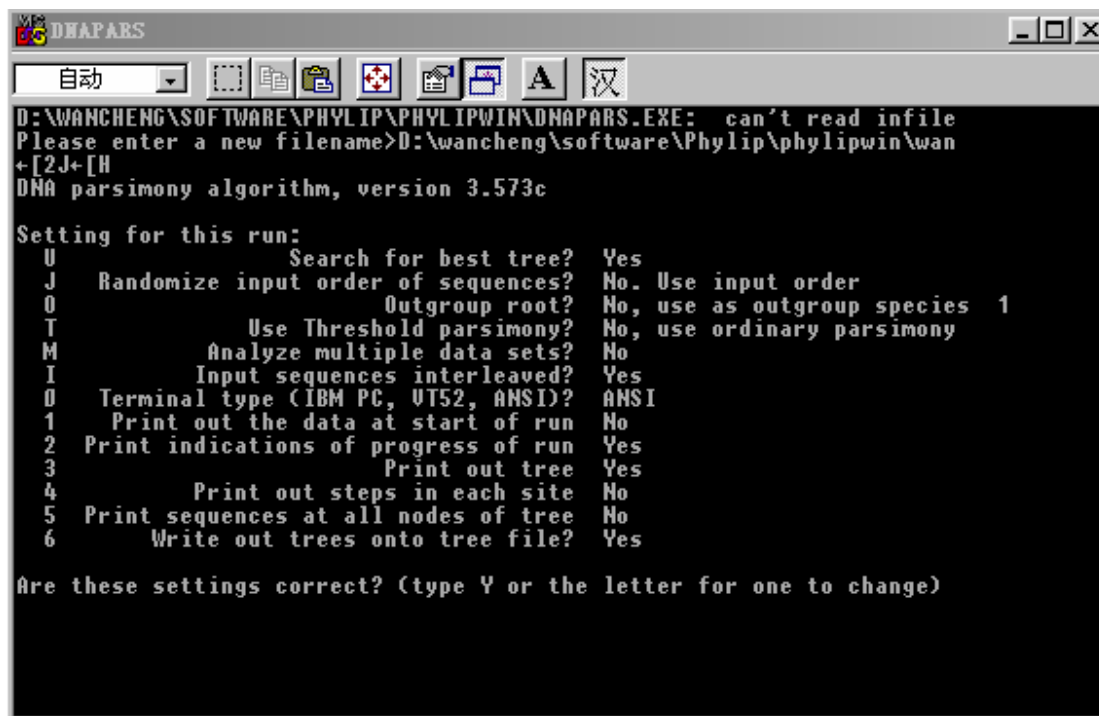 DNAPARS
自动 A 汉
D:\WANCHENG\SOFTWARE\PHYLIP\PHYLIPWIN\DNAPARS.EXE:  can't read infile
Please enter a new filename>D:\wancheng\software\Phylip\phylipwin\wan
←[2J←[H
DNA parsimony algorithm, version 3.573c
Setting for this run:
U Search for best tree? Yes
J Randomize input order of sequences? No. Use input order
O Outgroup root? No, use as outgroup species 1
T Use Threshold parsimony? No, use ordinary parsimony
M Analyze multiple data sets? No
I Input sequences interleaved? Yes
0 Terminal type (IBM PC, VT52, ANSI)? ANSI
1 Print out the data at start of run No
2 Print indications of progress of run Yes
3 Print out tree Yes
4 Print out steps in each site No
5 Print sequences at all nodes of tree No
6 Write out trees onto tree file? Yes
Are these settings correct? (type Y or the letter for one to change)